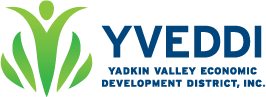 YVEDDI
YADKIN VALLEY ECONOMIC
DEVELOPMENT DISTRICT, INC.